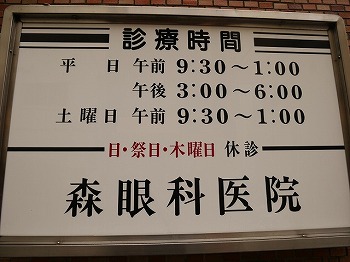 診療時間
平日 午前 9:30～1:00
午後 3:00～6:00
土曜日 午前 9:30～1:00
日・祭日・木曜日 休診
森眼科医院